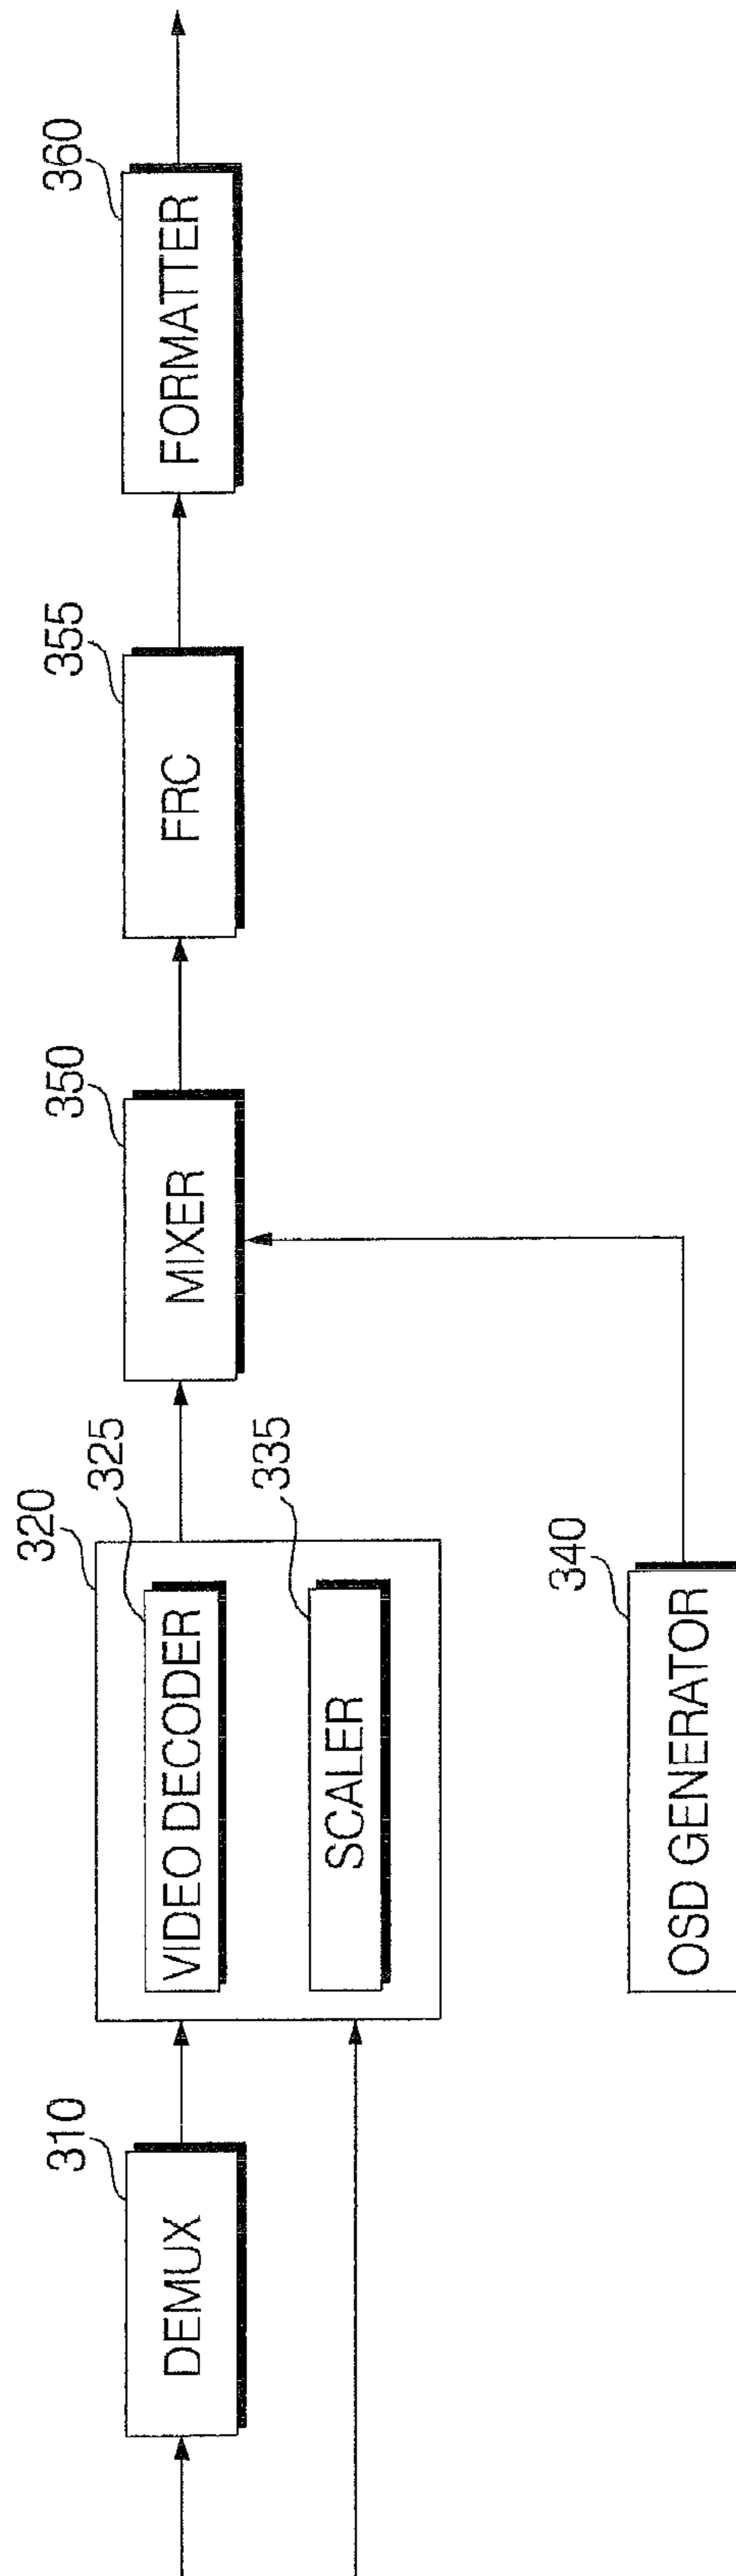 310
DEMUX
320
325
VIDEO DECODER
335
SCALER
340
OSD GENERATOR
350
MIXER
355
FRC
360
FORMATTER